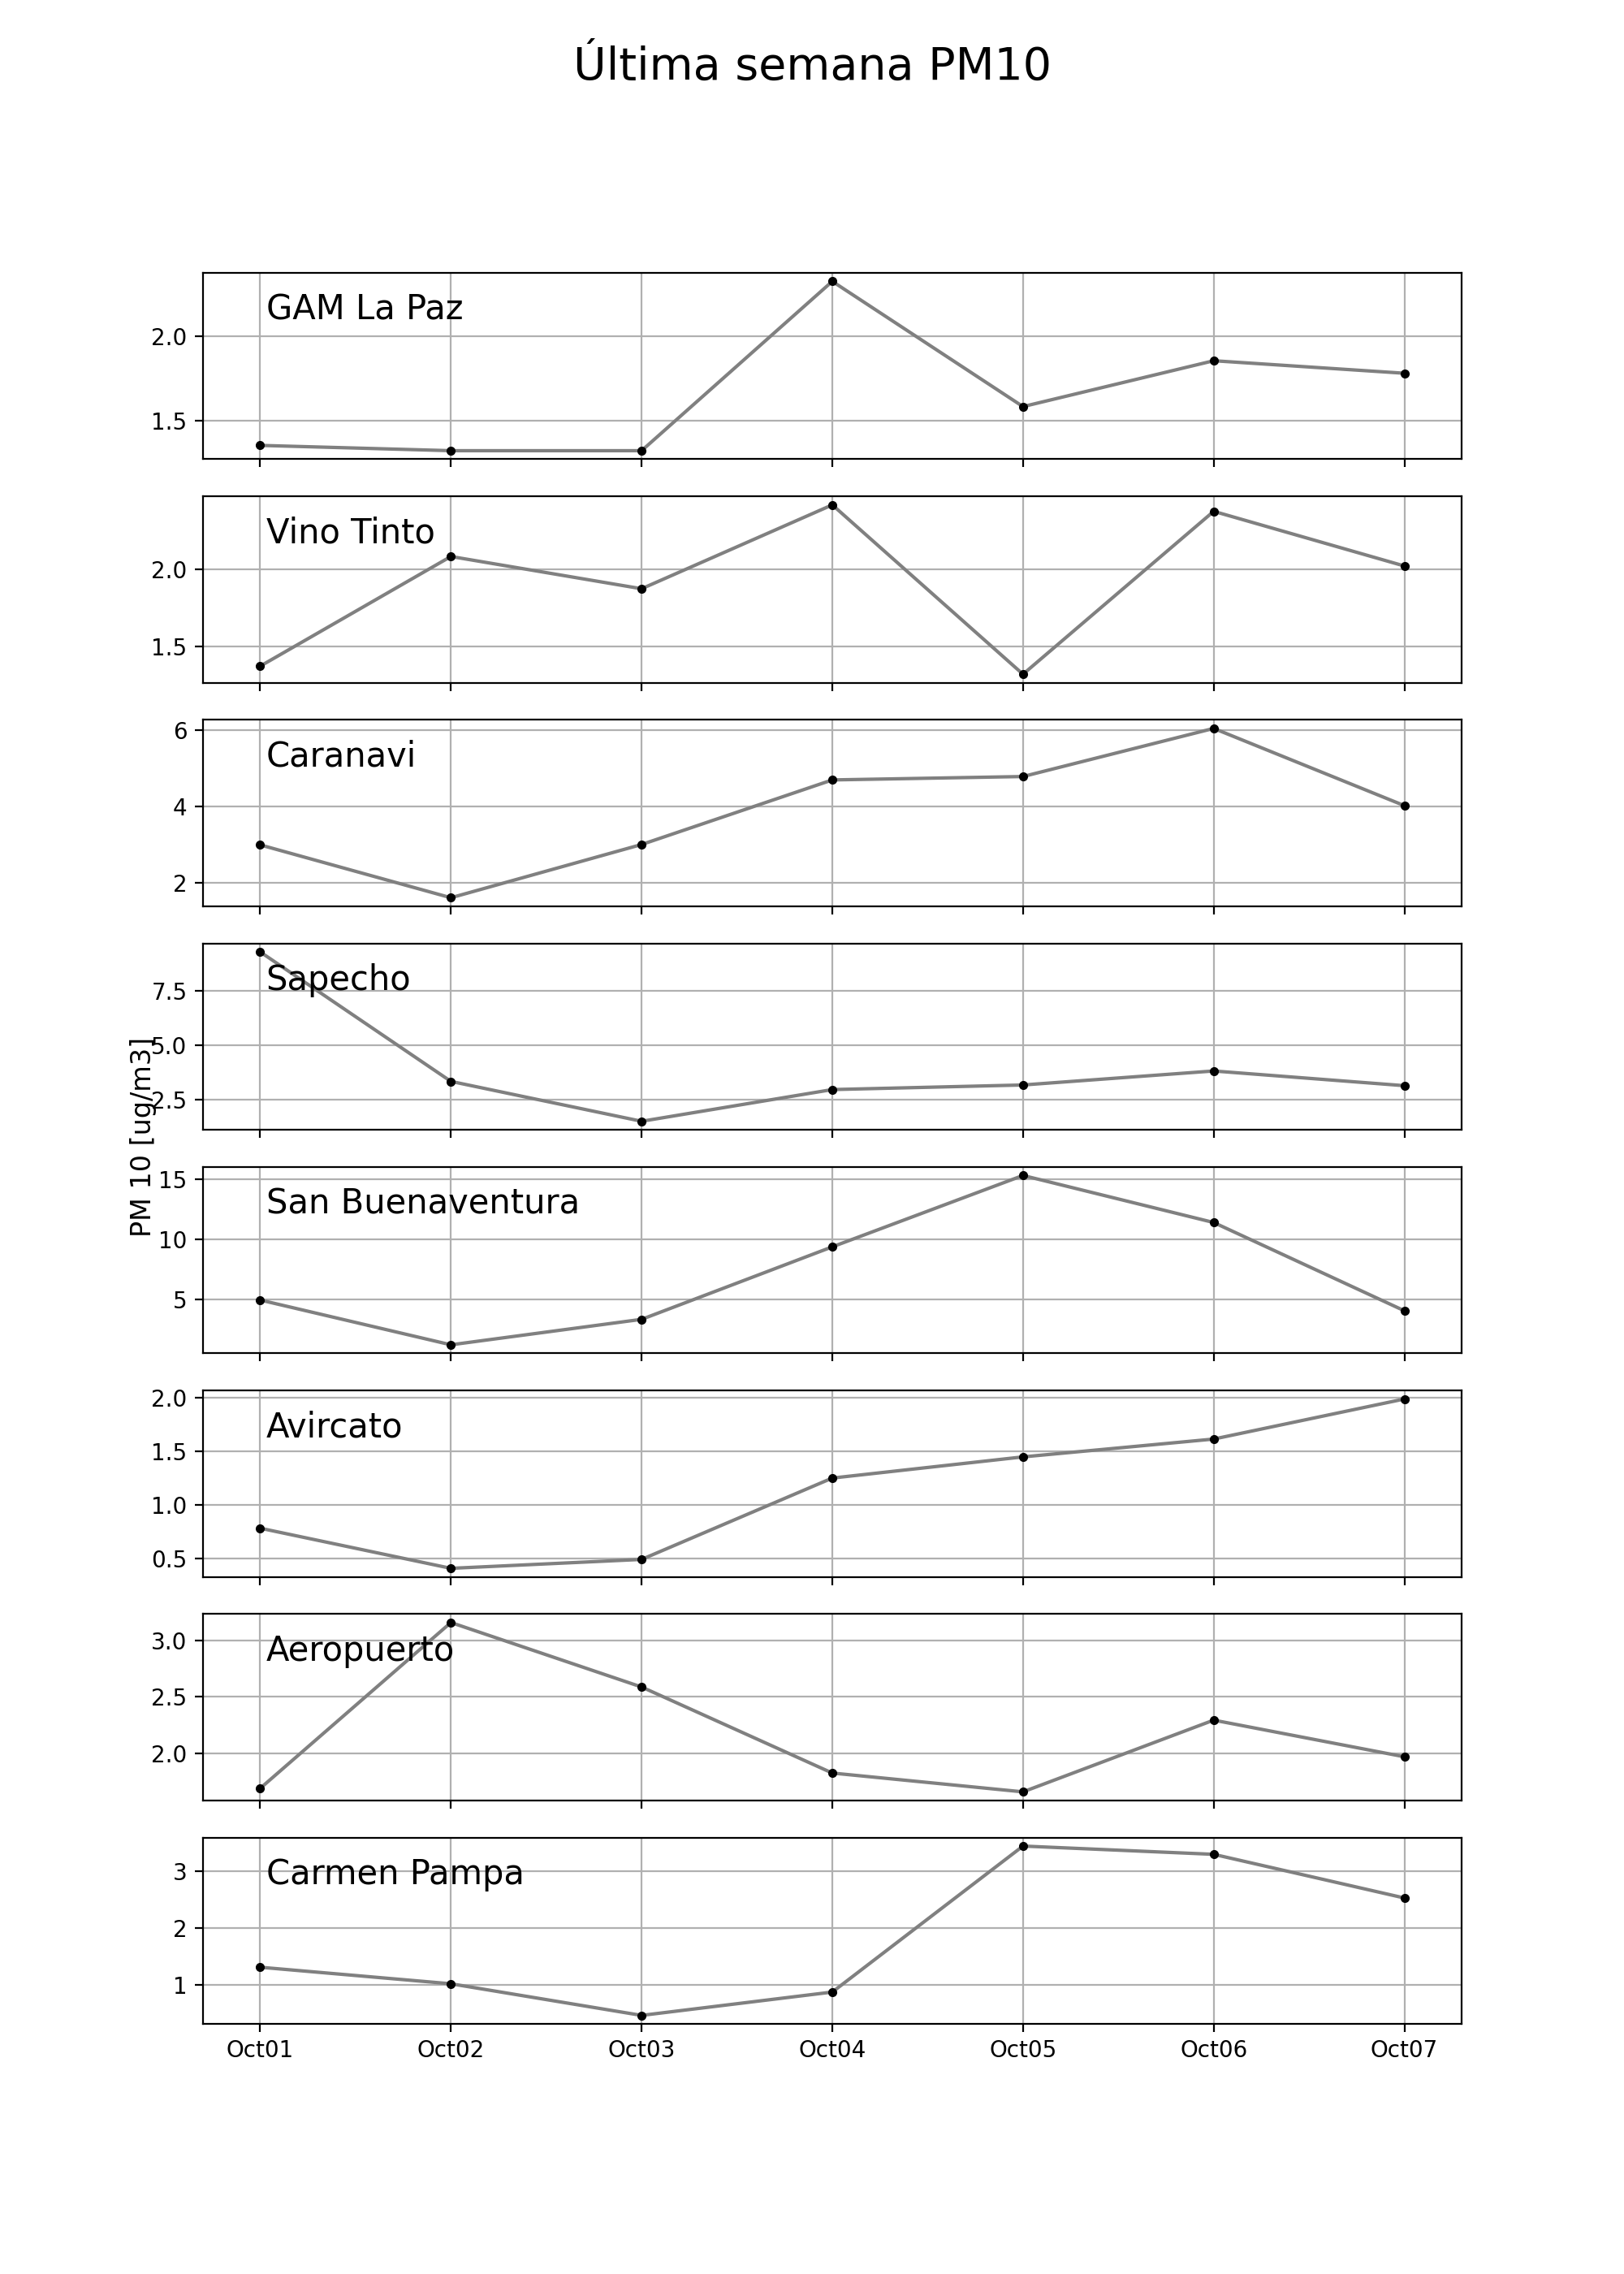 Última semana PM10
GAM La Paz
2.0
1.5
Vino Tinto
2.0
1.5
Caranavi
6
4
2
Sapecho
7.5
5.0
2.5
PM 10 [ug/m3]
San Buenaventura
15
10
5
Avircato
2.0
1.5
1.0
0.5
Aeropuerto
3.0
2.5
2.0
Carmen Pampa
3
2
1
Oct01 Oct02 Oct03 Oct04 Oct05 Oct06 Oct07